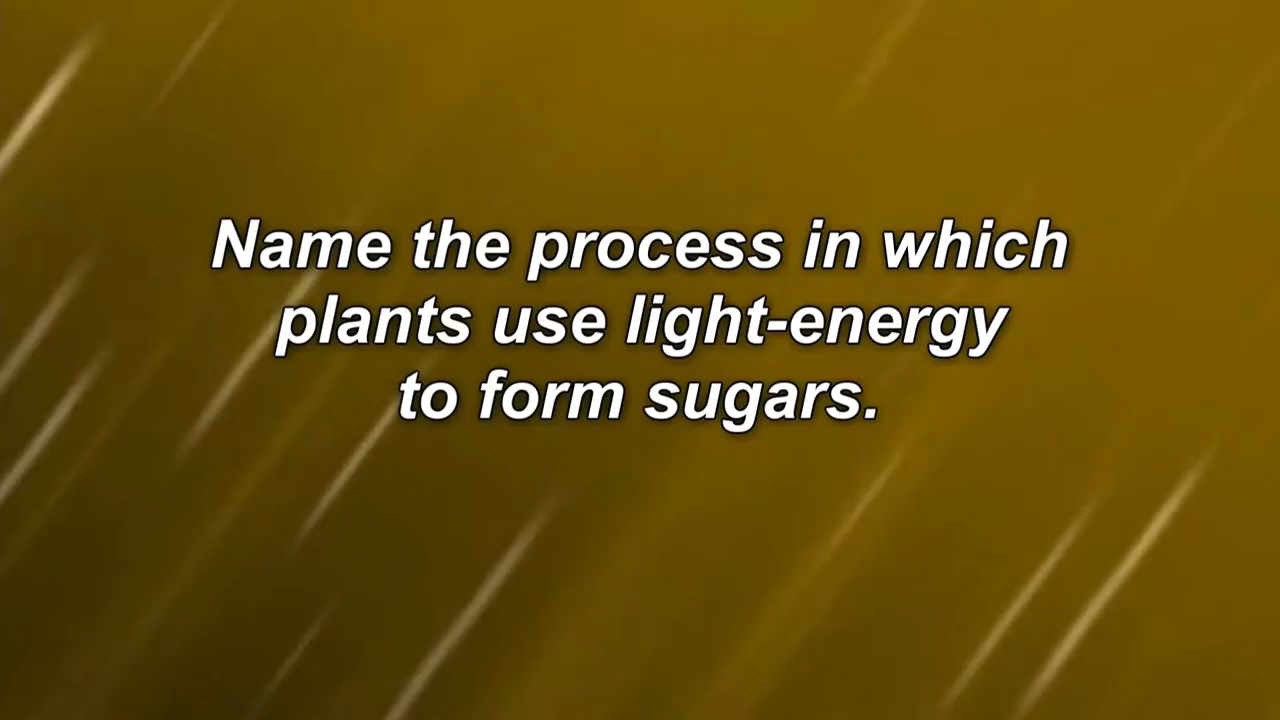 Name the process in which
plants use light-energy
to form sugars.